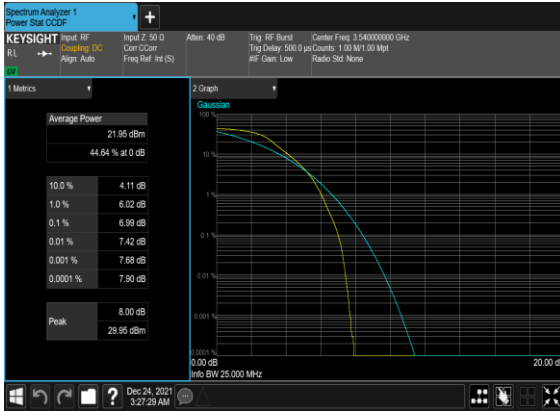 Spectrum Analyzer 1
Power Stat CCDF
KEYSIGHT
RL
LV
Input: RF
Coupling: DC
Align: Auto
Input Z: 50 Ω
Corr CCorr
Freq Ref: Int (S)
Atten: 40 dB
Trig: RF Burst
Trig Delay: 500.0 µs
#IF Gain: Low
Center Freq: 3.540000000 GHz
Counts: 1.00 M/1.00 Mpt
Radio Std: None
1 Metrics
Average Power
21.95 dBm
44.64 % at 0 dB
10.0 % 4.11 dB
1.0 % 6.02 dB
0.1 % 6.99 dB
0.01 % 7.42 dB
0.001 % 7.68 dB
0.0001 % 7.90 dB
Peak
8.00 dB
29.95 dBm
2 Graph
Gaussian
100 %
10 %
1 %
0.1 %
0.01 %
0.001 %
0.0001 %
0.00 dB
20.00 d
Info BW 25.000 MHz
?
Dec 24, 2021
3:27:29 AM